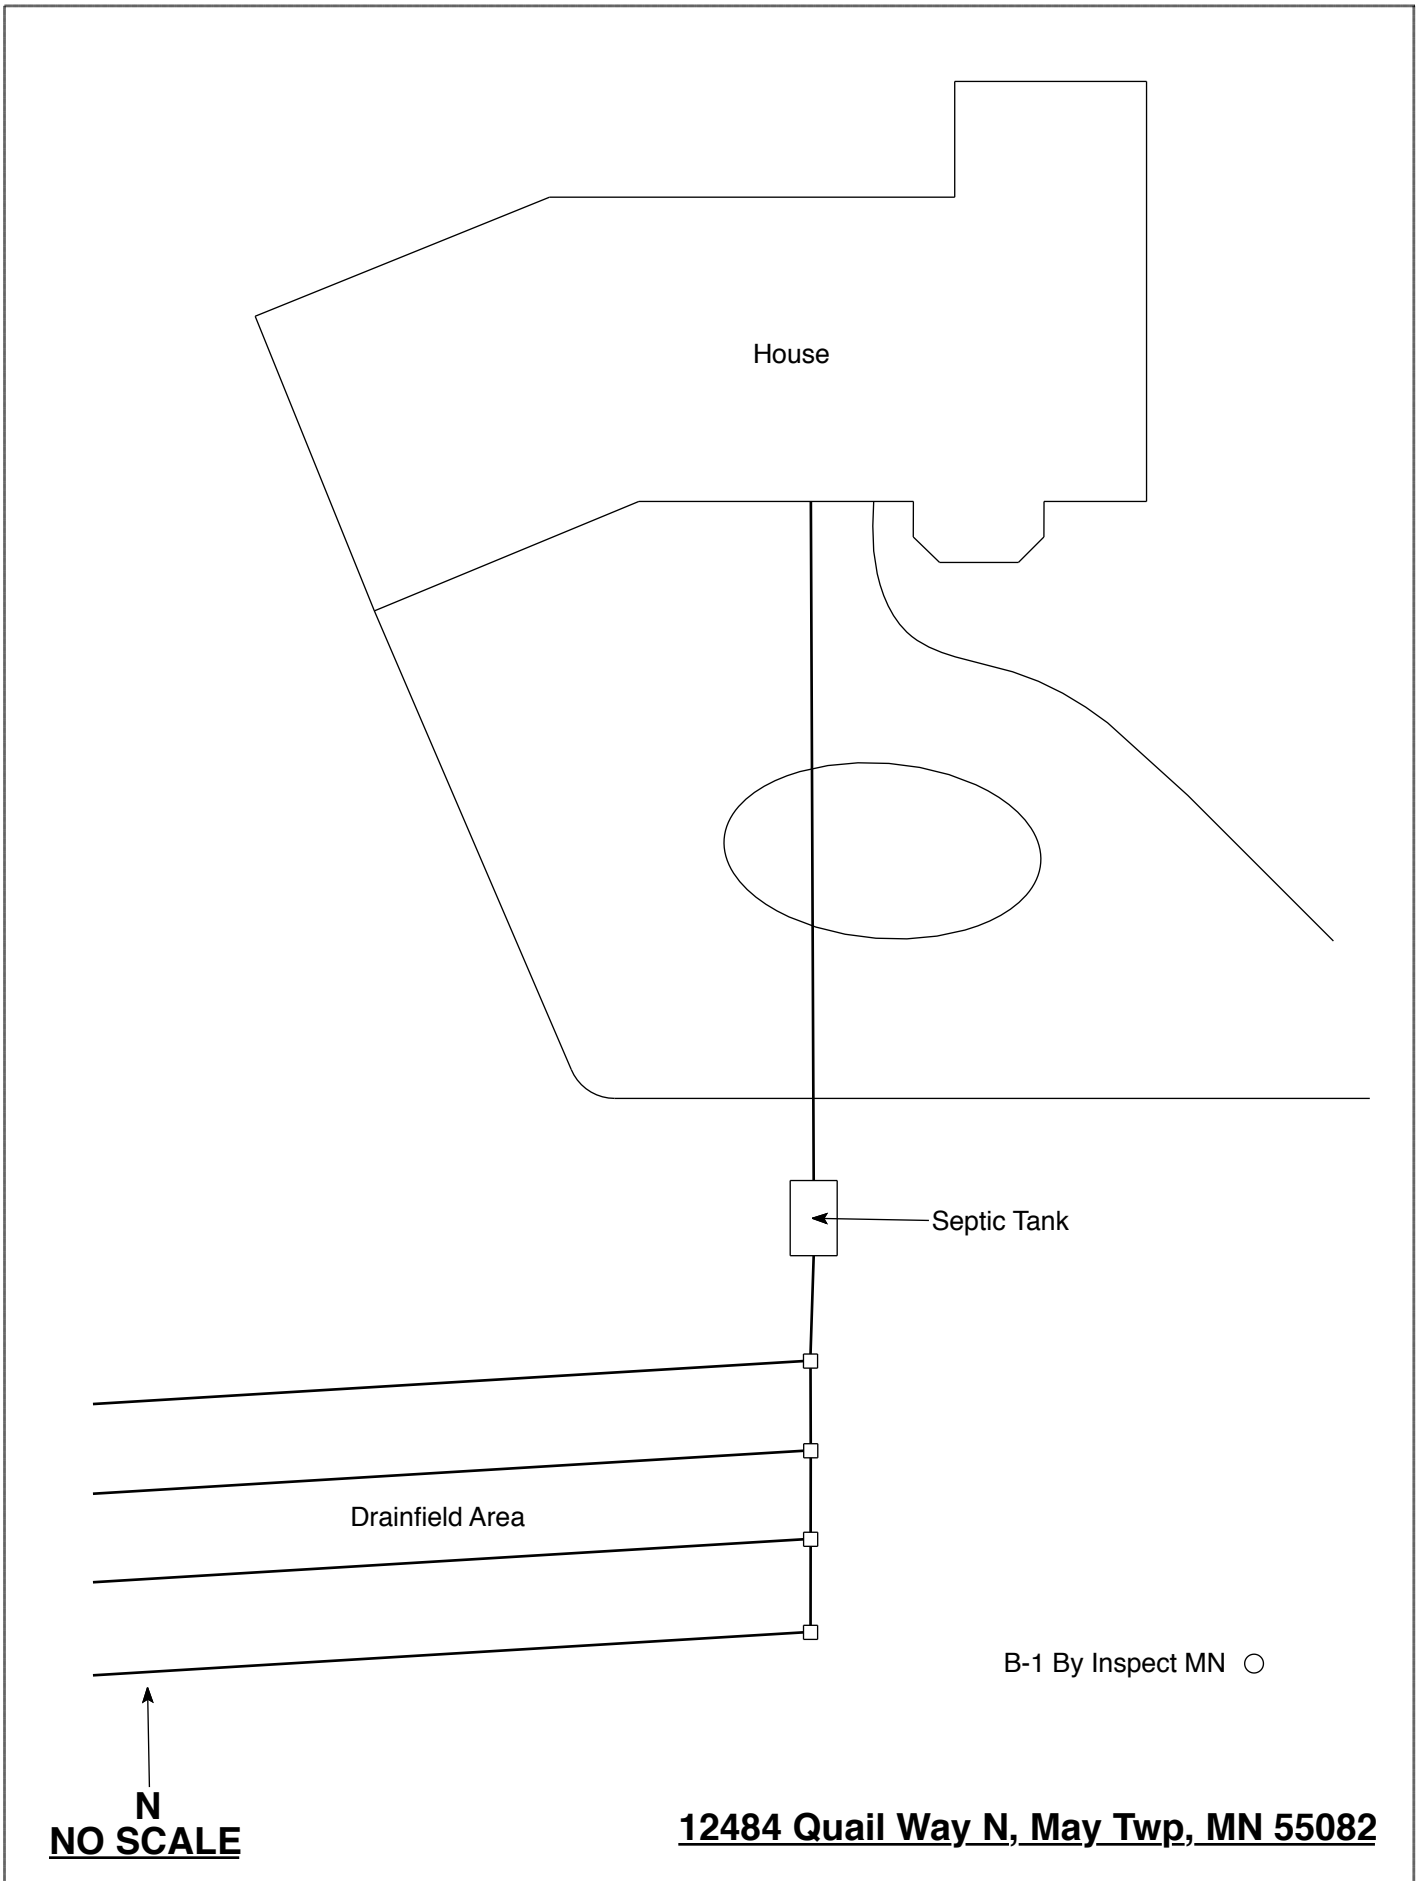 House
Septic Tank
Drainfield Area
B-1 By Inspect MN
N
NO SCALE
12484 Quail Way N, May Twp, MN 55082